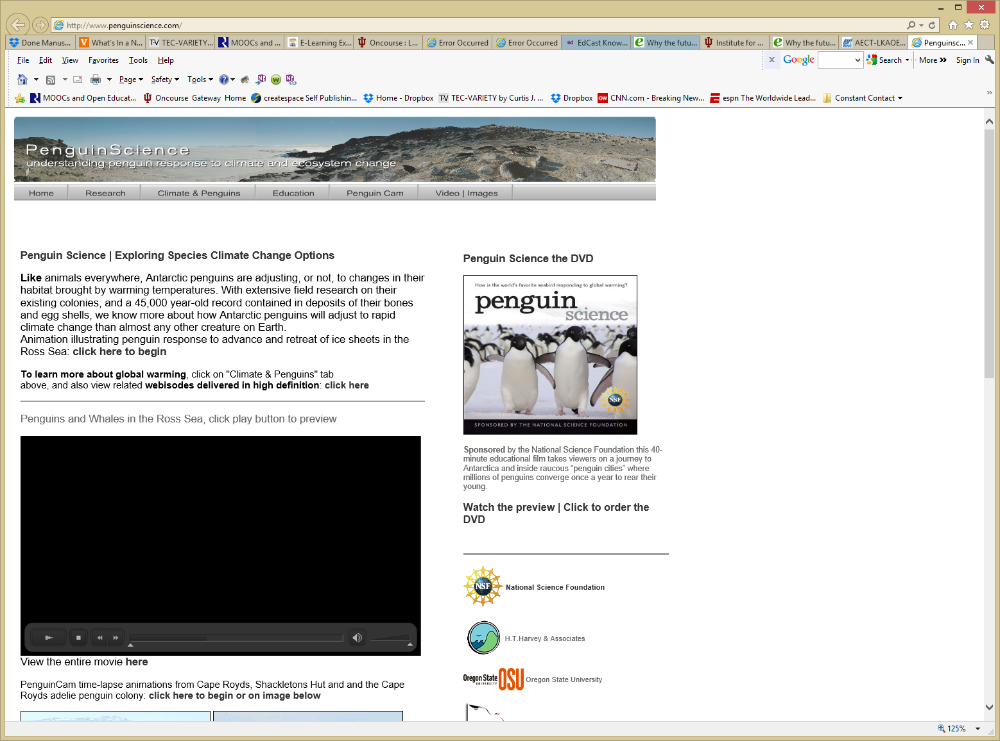 http://www.penguinscience.com/
Done Manus...
What's In a N...
T-V TEC-VARIETY...
MOOCs and ...
E-Learning Ex...
Oncourse : L...
Error Occurred
Error Occurred
ed EdCast Know...
Why the futu...
Institute for ...
Why the futu...
AECT-LKAOE...
Penguinsc...
File Edit View Favorites Tools Help
x Google Search More » Sign In
Page Safety Tools
MOOCs and Open Educat... Oncourse Gateway Home createspace Self Publishin... Home - Dropbox T-V TEC-VARIETY by Curtis J. ... Dropbox CNN CNN.com - Breaking New... espn The Worldwide Lead... Constant Contact »
PenguinScience
understanding penguin response to climate and ecosystem change
Home Research Climate & Penguins Education Penguin Cam Video | Images
Penguin Science | Exploring Species Climate Change Options
Like animals everywhere, Antarctic penguins are adjusting, or not, to changes in their
habitat brought by warming temperatures. With extensive field research on their
existing colonies, and a 45,000 year-old record contained in deposits of their bones
and egg shells, we know more about how Antarctic penguins will adjust to rapid
climate change than almost any other creature on Earth.
Animation illustrating penguin response to advance and retreat of ice sheets in the
Ross Sea: click here to begin
To learn more about global warming, click on "Climate & Penguins" tab
above, and also view related webisodes delivered in high definition: click here
Penguins and Whales in the Ross Sea, click play button to preview
View the entire movie here
PenguinCam time-lapse animations from Cape Royds, Shackletons Hut and and the Cape
Royds adelie penguin colony: click here to begin or on image below
Penguin Science the DVD
How is the world's favorite seabird responding to global warming?
penguin
science
NSF
SPONSORED BY THE NATIONAL SCIENCE FOUNDATION
Sponsored by the National Science Foundation this 40-
minute educational film takes viewers on a journey to
Antarctica and inside raucous “penguin cities” where
millions of penguins converge once a year to rear their
young.
Watch the preview | Click to order the
DVD
NSF National Science Foundation
H.T.Harvey & Associates
Oregon State
UNIVERSITY
OSU Oregon State University
125%